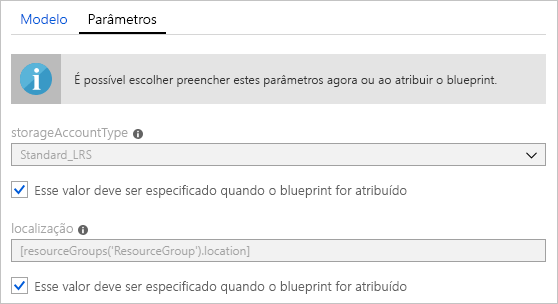 Modelo Parâmetros
É possível escolher preencher estes parâmetros agora ou ao atribuir o blueprint.
storageAccountType
Standard_LRS
Esse valor deve ser especificado quando o blueprint for atribuído
localização
[resourceGroups('ResourceGroup').location]
Esse valor deve ser especificado quando o blueprint for atribuído